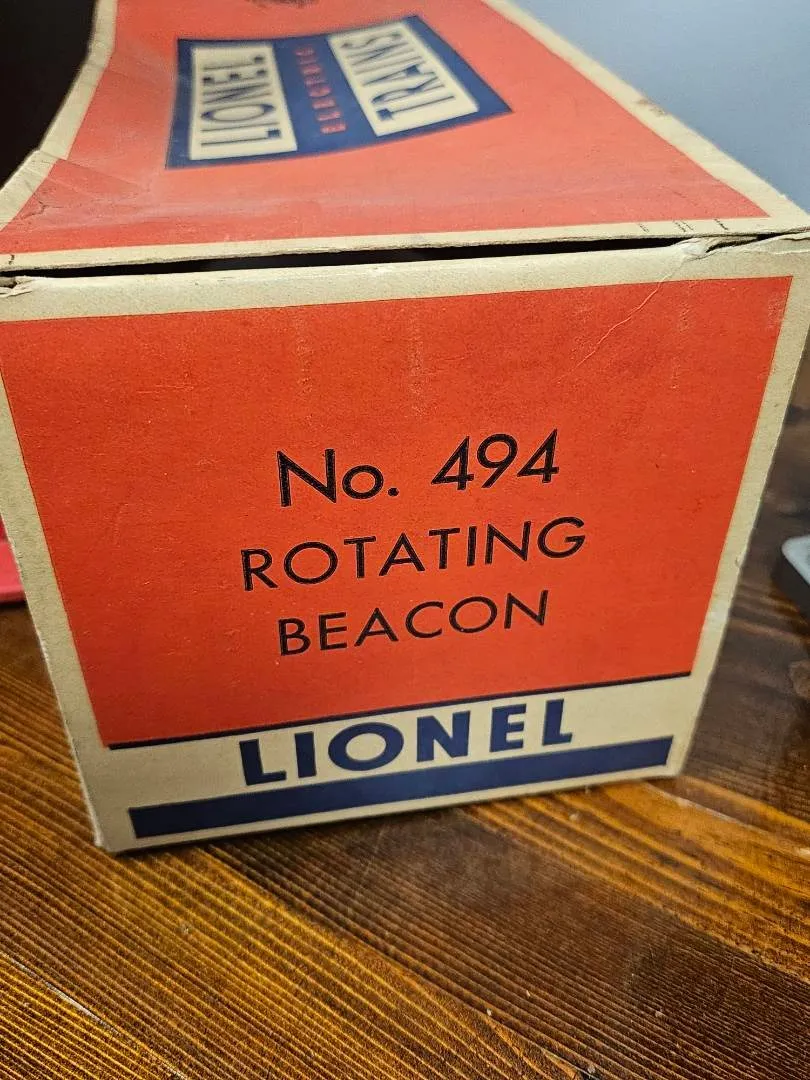 LIONEL
ELECTRIC
TRAINS
No. 494
ROTATING
BEACON
LIONEL